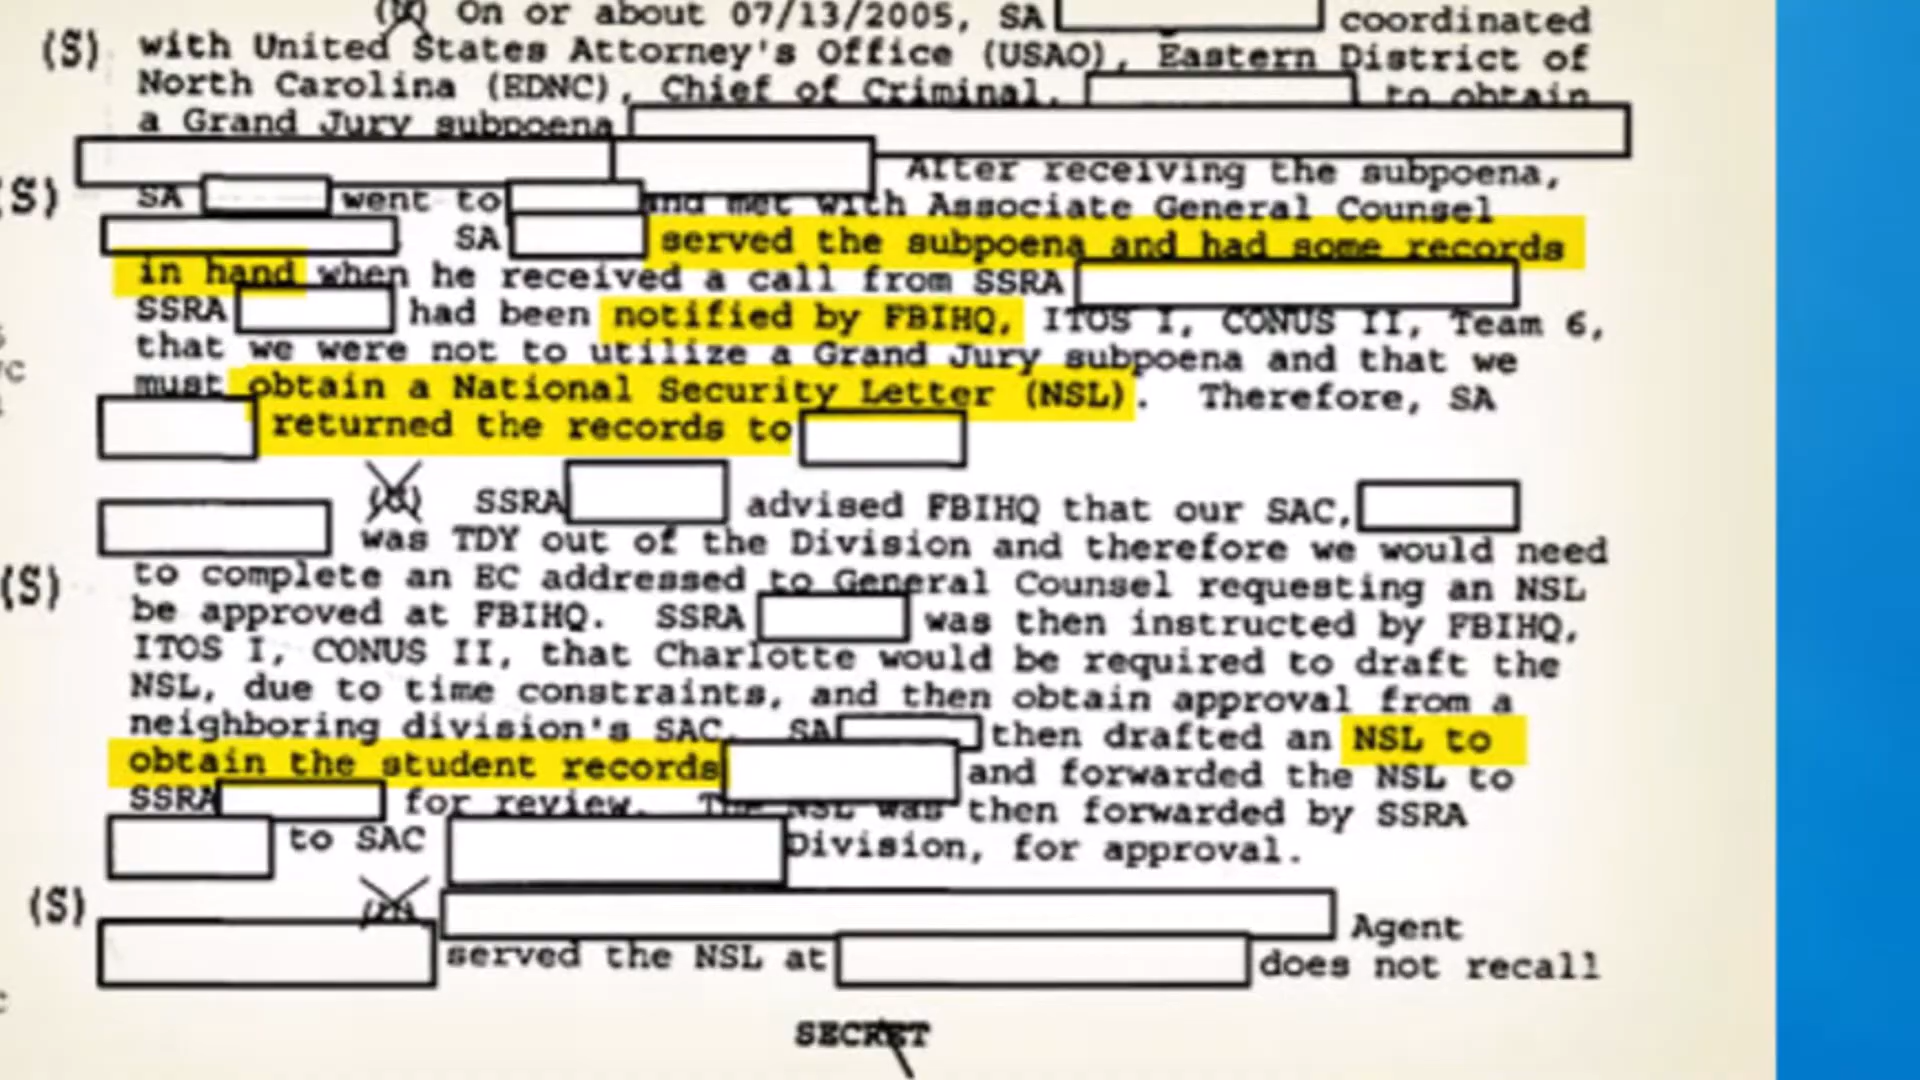 (U) On or about 07/13/2005, SA coordinated
(S) with United States Attorney's Office (USAO), Eastern District of
North Carolina (EDNC), Chief of Criminal, to obtain
a Grand Jury subpoena
After receiving the subpoena,
(S) SA went to and met with Associate General Counsel
SA served the subpoena and had some records
in hand when he received a call from SSRA
SSRA had been notified by FBIHQ, ITOS I, CONUS II, Team 6,
that we were not to utilize a Grand Jury subpoena and that we
must obtain a National Security Letter (NSL). Therefore, SA
returned the records to
SSRA advised FBIHQ that our SAC,
was TDY out of the Division and therefore we would need
(S) to complete an EC addressed to General Counsel requesting an NSL
be approved at FBIHQ. SSRA was then instructed by FBIHQ,
ITOS I, CONUS II, that Charlotte would be required to draft the
NSL, due to time constraints, and then obtain approval from a
neighboring division's SAC. SA then drafted an NSL to
obtain the student records and forwarded the NSL to
SSRA for review. The NSL was then forwarded by SSRA
to SAC Division, for approval.
(S) Agent
served the NSL at does not recall
SECRET